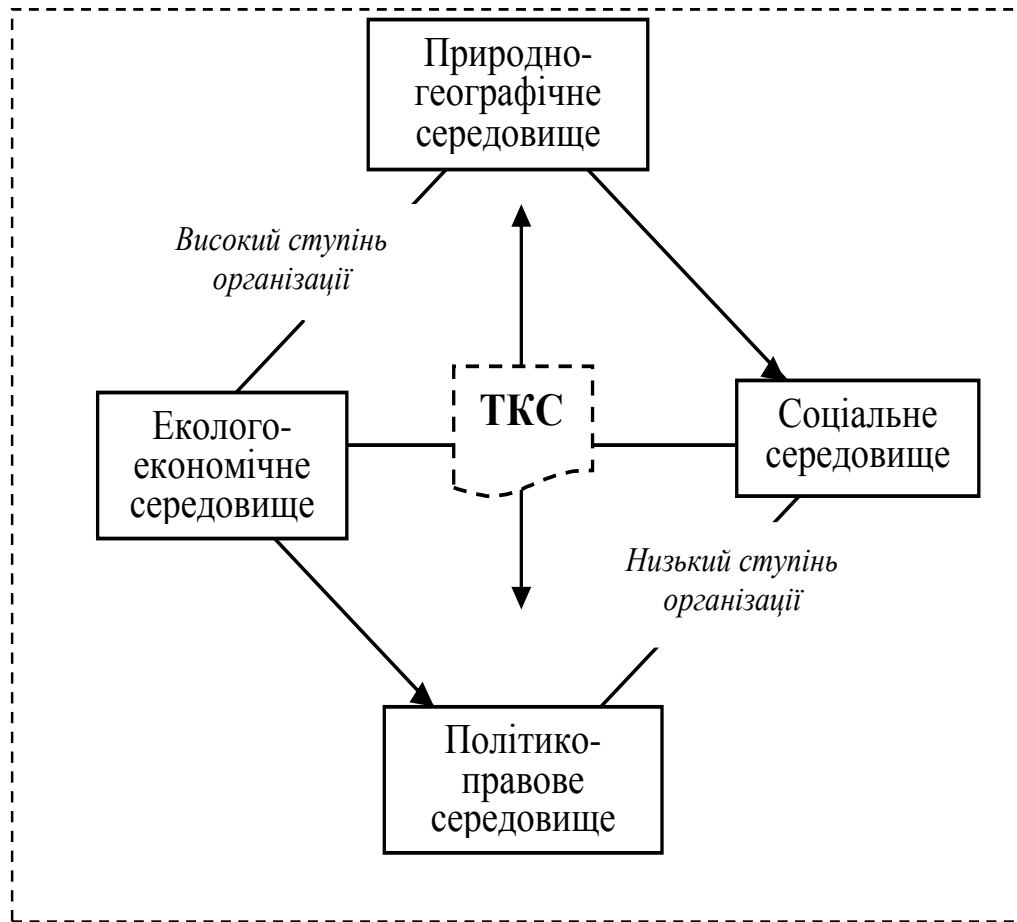 Природно-
географічне
середовище
Високий ступінь
організації
Еколого-
економічне
середовище
ТКС
Соціальне
середовище
Низький ступінь
організації
Політико-
правове
середовище